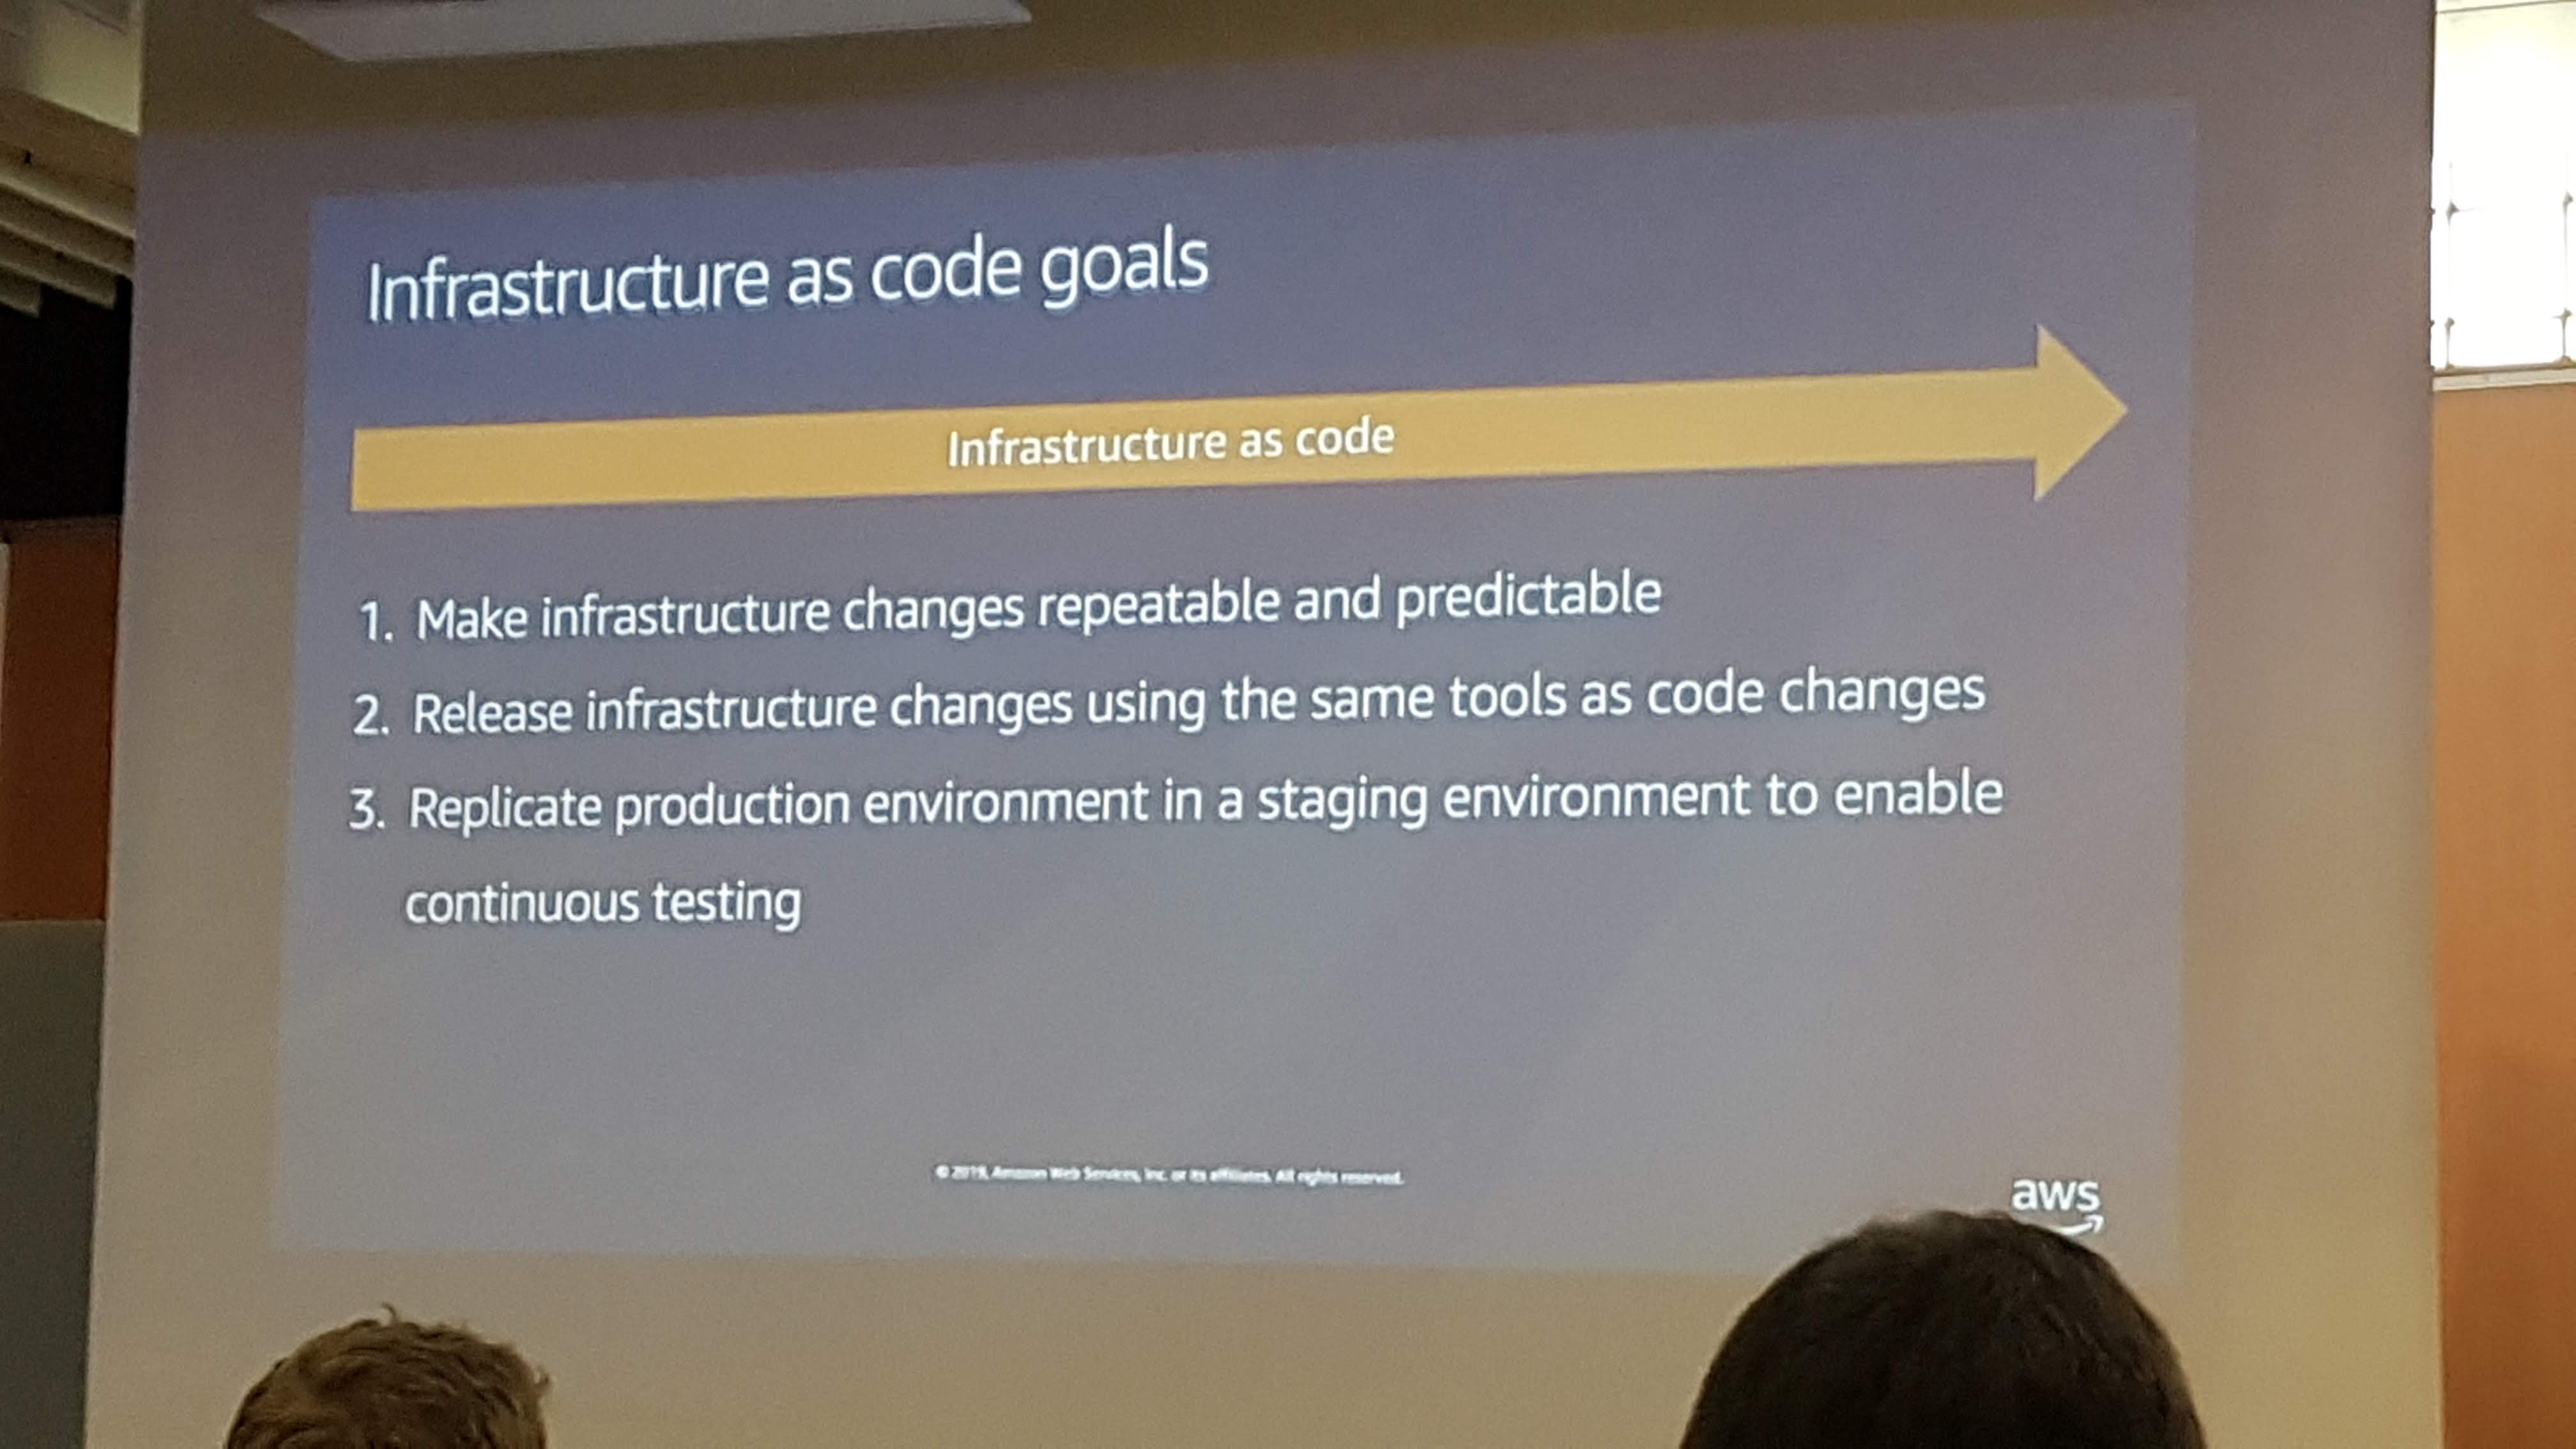 Infrastructure as code goals
Infrastructure as code
1. Make infrastructure changes repeatable and predictable
2. Release infrastructure changes using the same tools as code changes
3. Replicate production environment in a staging environment to enable
continuous testing
© 2019, Amazon Web Services, Inc. or its affiliates. All rights reserved.
aws